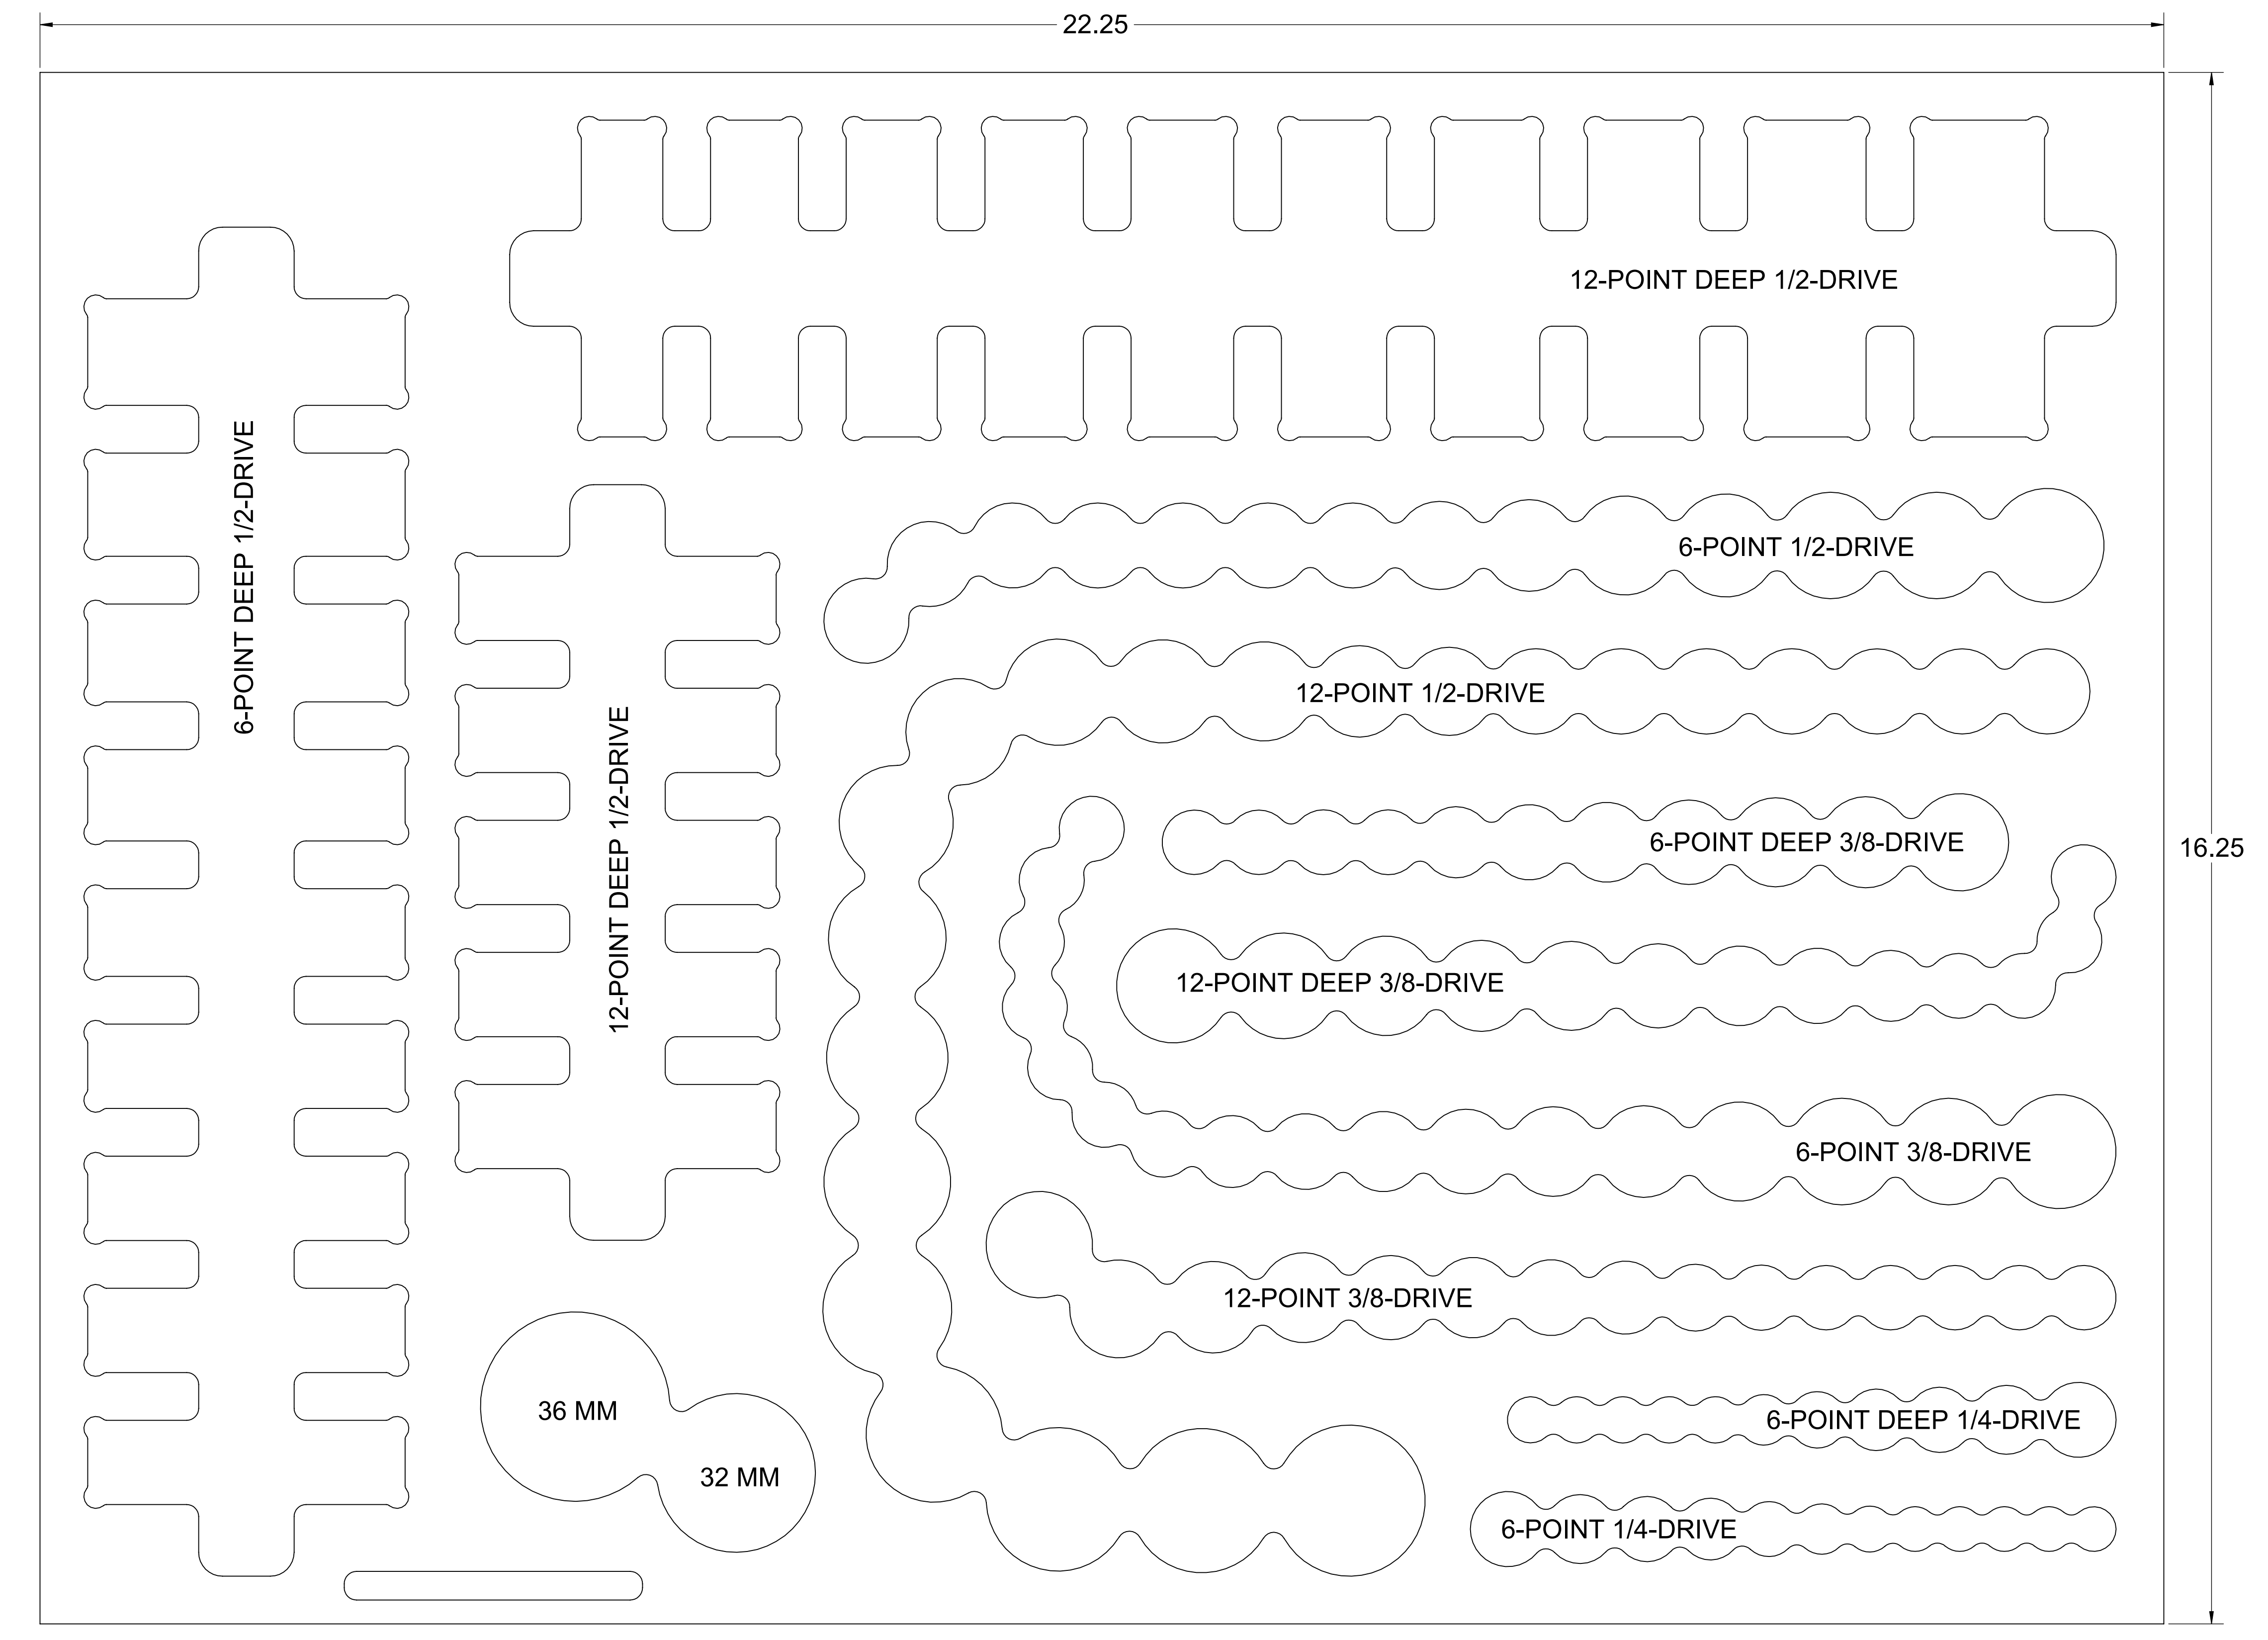 22.25
12-POINT DEEP 1/2-DRIVE
6-POINT DEEP 1/2-DRIVE
6-POINT 1/2-DRIVE
12-POINT 1/2-DRIVE
12-POINT DEEP 1/2-DRIVE
6-POINT DEEP 3/8-DRIVE
16.25
12-POINT DEEP 3/8-DRIVE
6-POINT 3/8-DRIVE
12-POINT 3/8-DRIVE
36 MM
32 MM
6-POINT DEEP 1/4-DRIVE
6-POINT 1/4-DRIVE